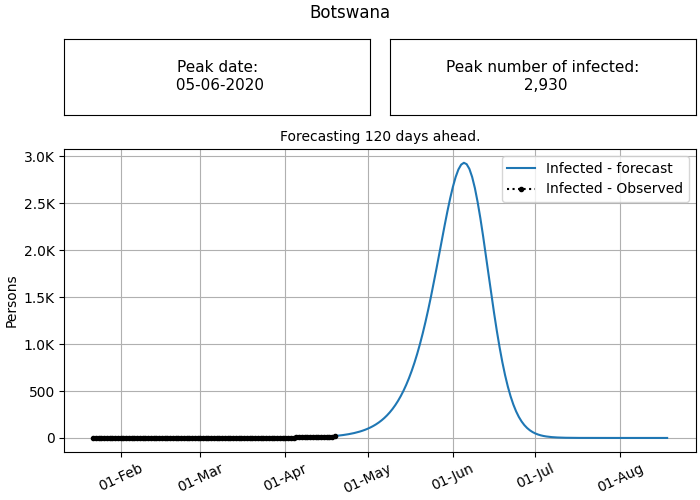 Botswana
Peak date:
05-06-2020
Peak number of infected:
2,930
Forecasting 120 days ahead.
3.0K
2.5K
2.0K
1.5K
1.0K
500
0
Persons
Infected - forecast
Infected - Observed
01-Feb
01-Mar
01-Apr
01-May
01-Jun
01-Jul
01-Aug